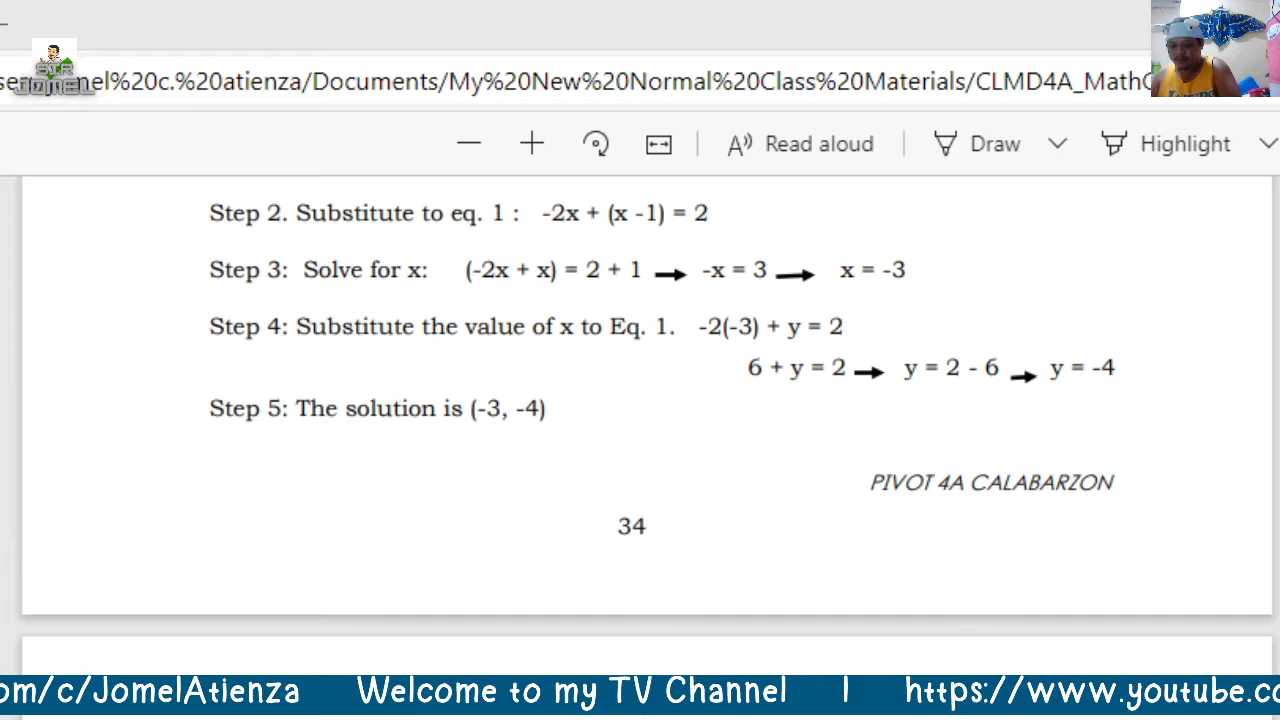 SIR
JOMEL
c.%20atienza/Documents/My%20New%20Normal%20Class%20Materials/CLMD4A_Math
Read aloud
Draw
Highlight
Step 2. Substitute to eq. 1 : -2x + (x -1) = 2
Step 3: Solve for x: (-2x + x) = 2 + 1 → -x = 3 → x = -3
Step 4: Substitute the value of x to Eq. 1. -2(-3) + y = 2
6 + y = 2 → y = 2 - 6 → y = -4
Step 5: The solution is (-3, -4)
PIVOT 4A CALABARZON
34
om/c/JomelAtienza Welcome to my TV Channel | https://www.youtube.co